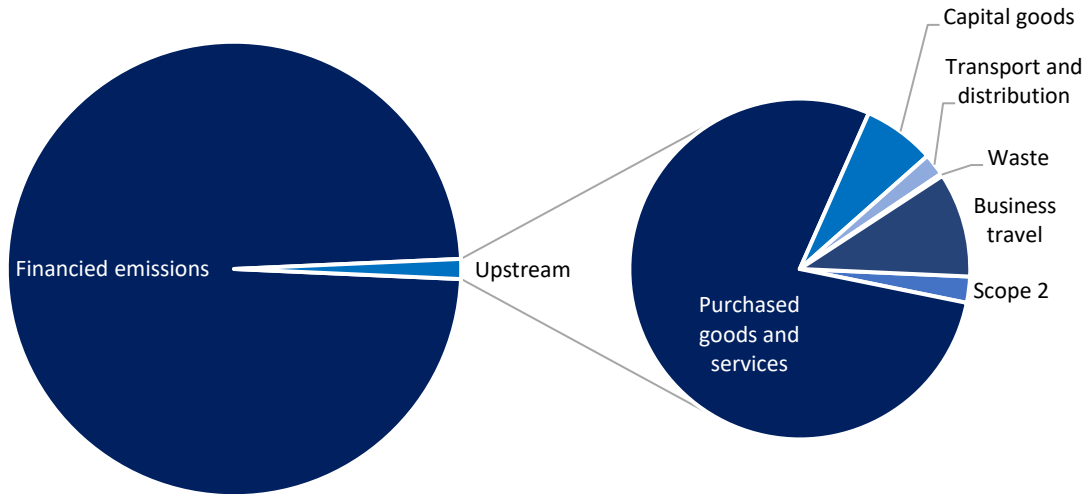 Capital goods
Transport and
distribution
Waste
Business
travel
Financied emissions
Upstream
Scope 2
Purchased
goods and
services